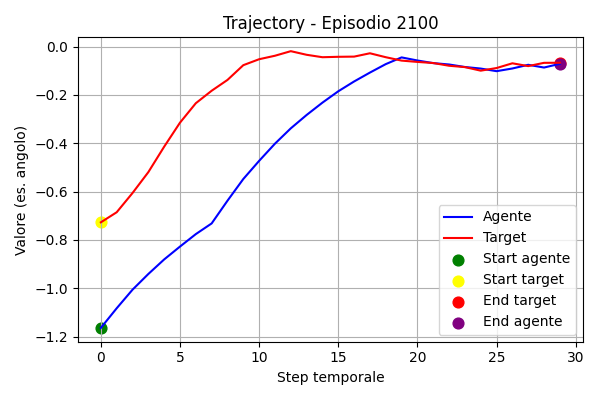 Trajectory - Episodio 2100
Valore (es. angolo)
0.0
−0.2
−0.4
−0.6
−0.8
−1.0
−1.2
Agente
Target
Start agente
Start target
End target
End agente
0 5 10 15 20 25 30
Step temporale